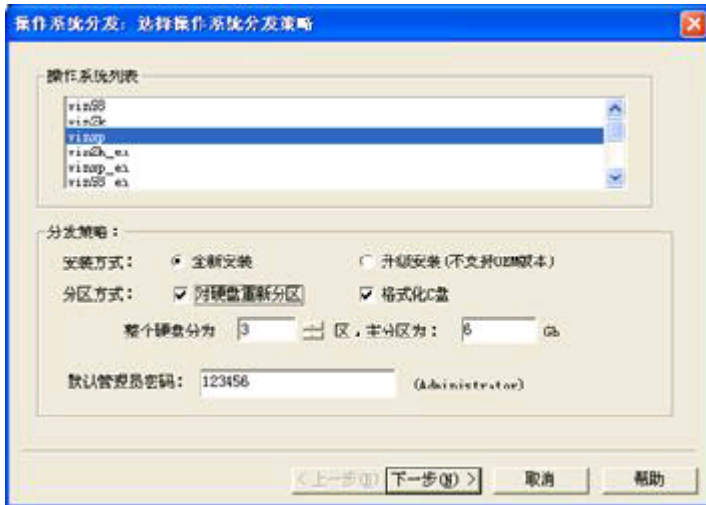 操作系统分发：选择操作系统分发策略
操作系统列表
win98
win2k
winxp
win2k_en
winxp_en
win98_en
分发策略：
安装方式： 全新安装 升级安装(不支持OEM版本)
分区方式： 对硬盘重新分区 格式化C盘
整个硬盘分为 3 区，主分区为： 6 Gb
默认管理员密码： 123456 (Administrator)
<上一步(B) 下一步(N) > 取消 帮助